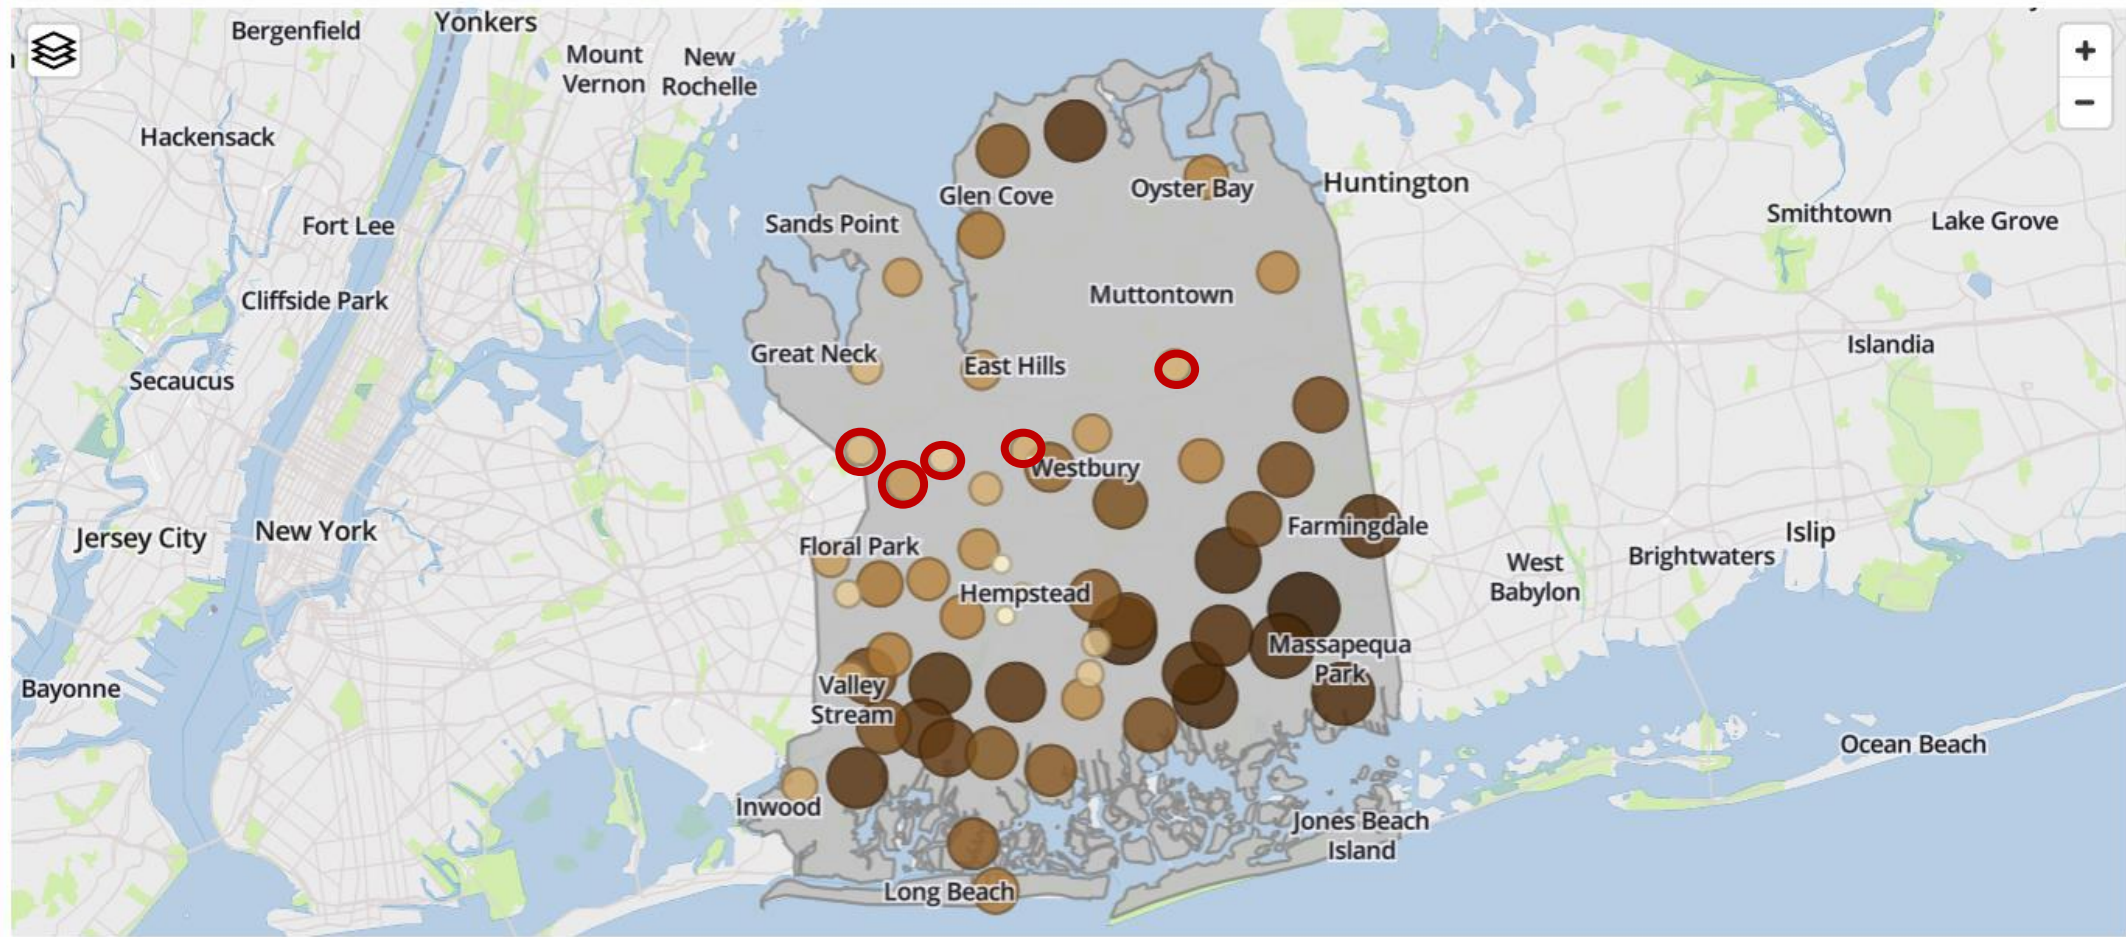 Yonkers
Bergenfield
Mount
Vernon
New
Rochelle
+
−
Hackensack
Glen Cove
Oyster Bay
Huntington
Sands Point
Smithtown
Lake Grove
Fort Lee
Cliffside Park
Muttontown
Great Neck
East Hills
Islandia
Secaucus
Westbury
Jersey City
New York
Floral Park
Farmingdale
Islip
West
Babylon
Brightwaters
Hempstead
Massapequa
Park
Bayonne
Valley
Stream
Ocean Beach
Inwood
Jones Beach
Island
Long Beach